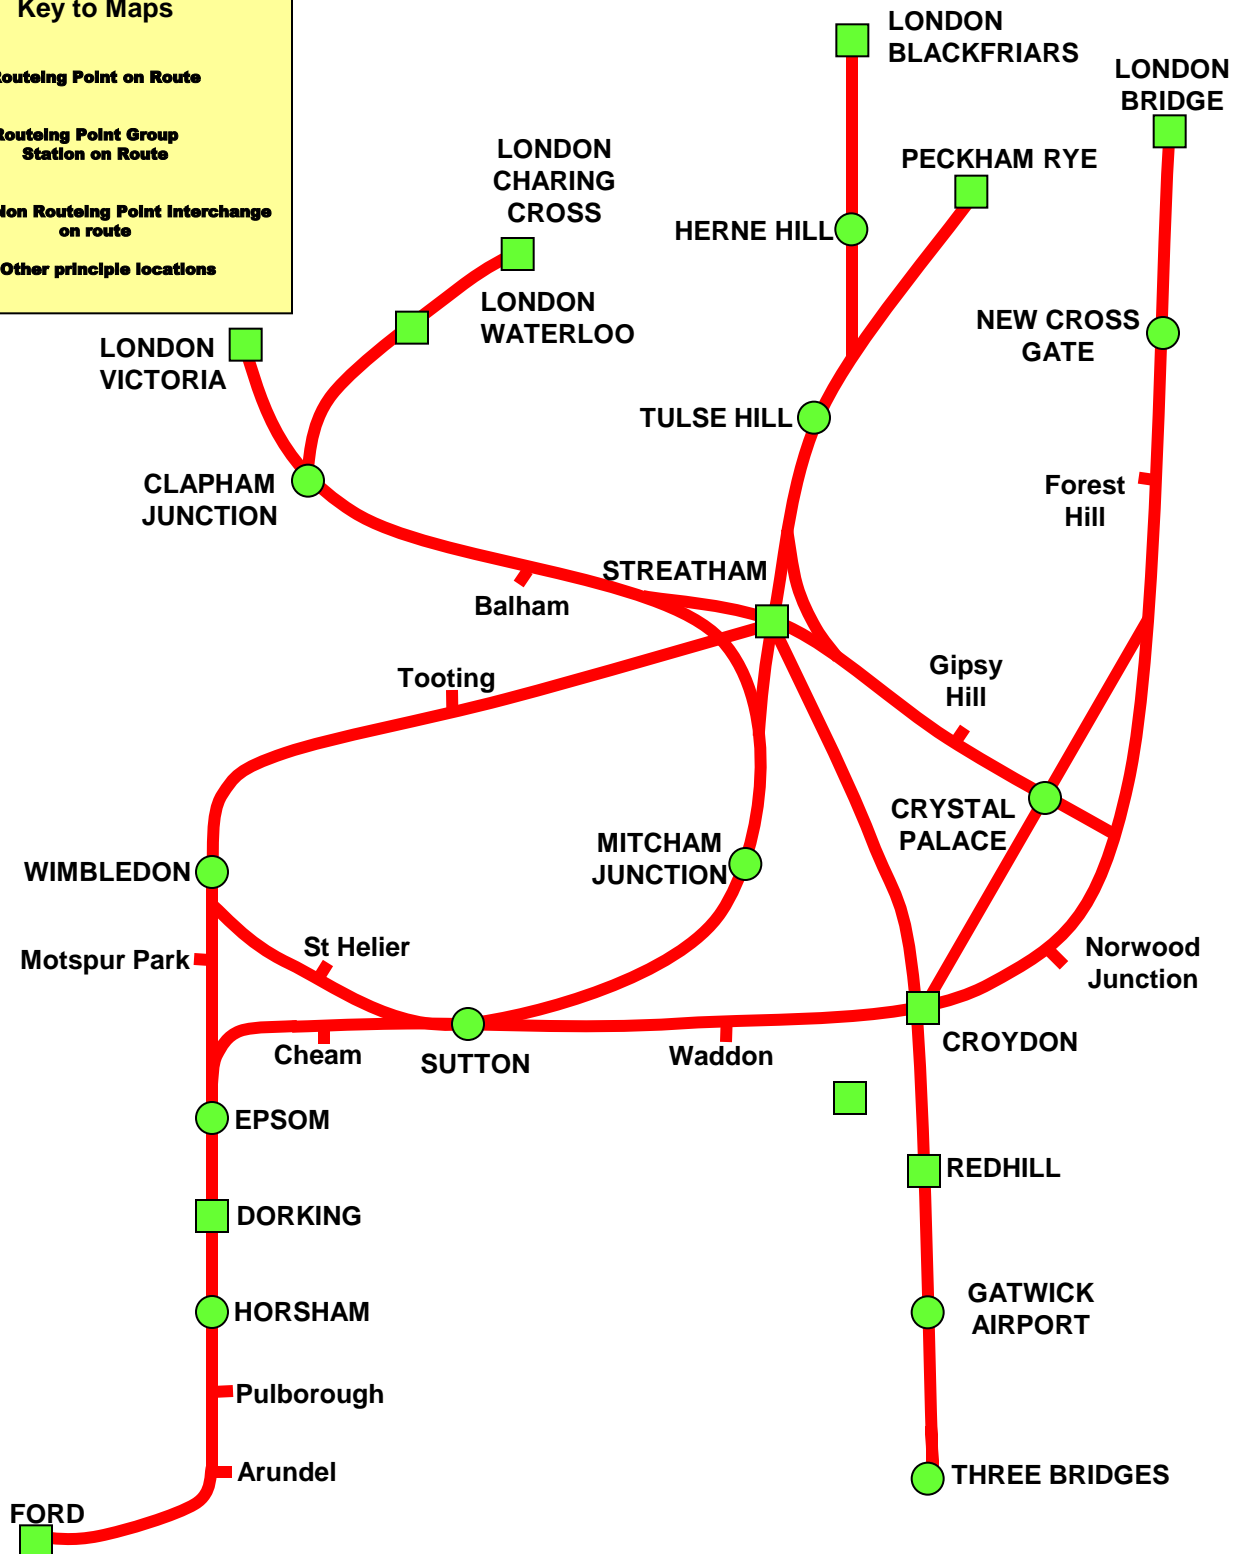 Key to Maps
Routeing Point on Route
Routeing Point Group
Station on Route
Non Routeing Point Interchange
on route
Other principle locations
LONDON
BLACKFRIARS
LONDON
BRIDGE
LONDON
CHARING
CROSS
PECKHAM RYE
HERNE HILL
LONDON
WATERLOO
NEW CROSS
GATE
LONDON
VICTORIA
TULSE HILL
CLAPHAM
JUNCTION
Forest
Hill
STREATHAM
Balham
Tooting
Gipsy
Hill
CRYSTAL
PALACE
MITCHAM
JUNCTION
WIMBLEDON
St Helier
Motspur Park
Norwood
Junction
Cheam
SUTTON
Waddon
CROYDON
EPSOM
REDHILL
DORKING
GATWICK
AIRPORT
HORSHAM
Pulborough
Arundel
THREE BRIDGES
FORD